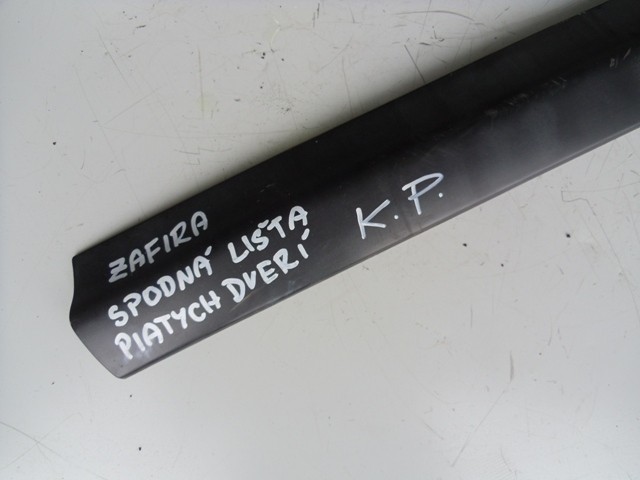 ZAFIRA
SPODNÁ LIŠTA
PIATYCH DVERÍ
K.P.